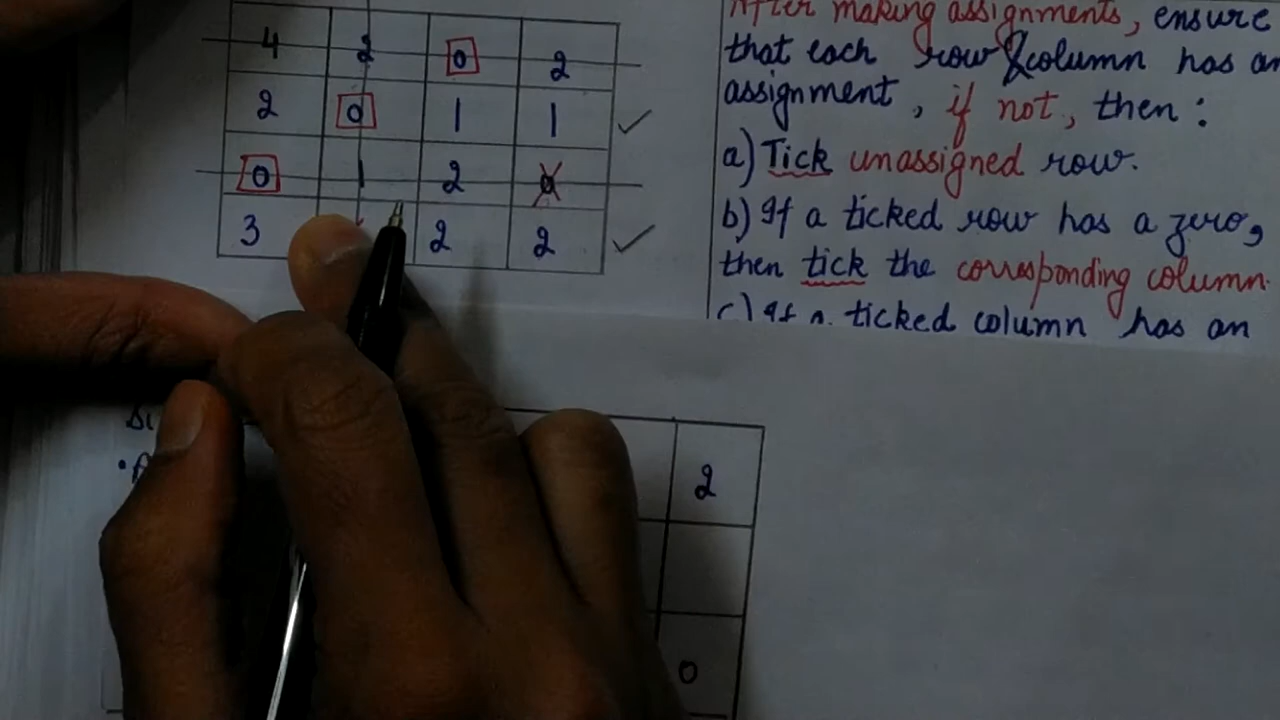 4 2 0 2
2 0 1 1 ✓
0 1 2 0
3 2 2 ✓
After making assignments, ensure
that each row & column has an
assignment, if not, then:
a) Tick unassigned row.
b) If a ticked row has a zero,
then tick the corresponding column.
c) If a ticked column has an
2
0